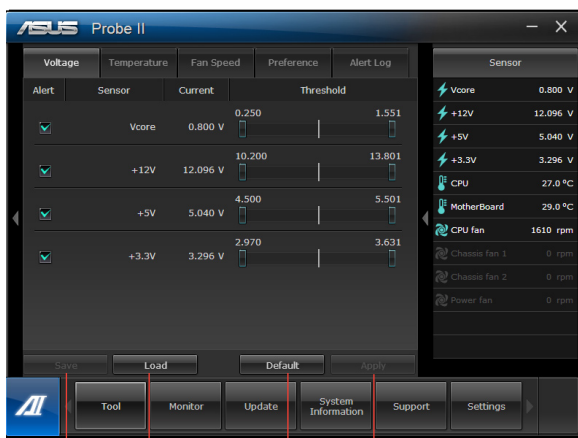 ASUS Probe II
Voltage Temperature Fan Speed Preference Alert Log
Alert Sensor Current Threshold
0.250 1.551
Vcore 0.800 V
10.200 13.801
+12V 12.096 V
4.500 5.501
+5V 5.040 V
2.970 3.631
+3.3V 3.296 V
Save Load Default Apply
Sensor
Vcore 0.800 V
+12V 12.096 V
+5V 5.040 V
+3.3V 3.296 V
CPU 27.0 ºC
MotherBoard 29.0 ºC
CPU fan 1610 rpm
Chassis fan 1 0 rpm
Chassis fan 2 0 rpm
Power fan 0 rpm
AI Tool Monitor Update System Information Support Settings